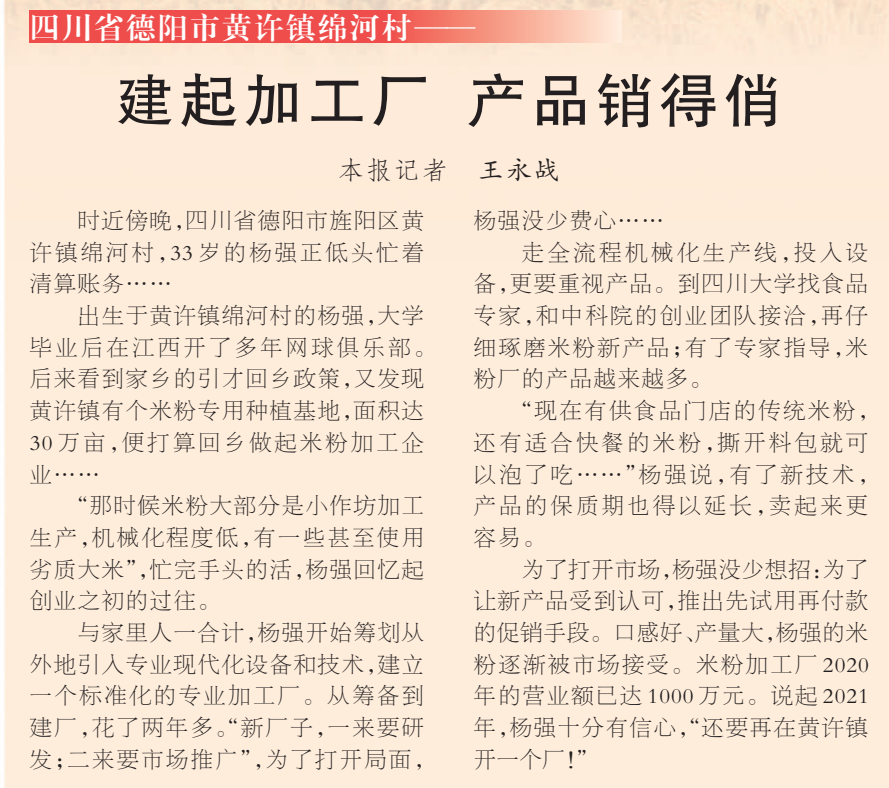 四川省德阳市黄许镇绵河村——
建起加工厂 产品销得俏
本报记者 王永战
时近傍晚，四川省德阳市旌阳区黄
许镇绵河村，33岁的杨强正低头忙着
清算账务……
出生于黄许镇绵河村的杨强，大学
毕业后在江西开了多年网球俱乐部。
后来看到家乡的引才回乡政策，又发现
黄许镇有个米粉专用种植基地，面积达
30万亩，便打算回乡做起米粉加工企
业……
“那时候米粉大部分是小作坊加工
生产，机械化程度低，有一些甚至使用
劣质大米”，忙完手头的活，杨强回忆起
创业之初的过往。
与家里人一合计，杨强开始筹划从
外地引入专业现代化设备和技术，建立
一个标准化的专业加工厂。从筹备到
建厂，花了两年多。“新厂子，一来要研
发；二来要市场推广”，为了打开局面，
杨强没少费心……
走全流程机械化生产线，投入设
备，更要重视产品。到四川大学找食品
专家，和中科院的创业团队接洽，再仔
细琢磨米粉新产品；有了专家指导，米
粉厂的产品越来越多。
“现在有供食品门店的传统米粉，
还有适合快餐的米粉，撕开料包就可
以泡了吃……”杨强说，有了新技术，
产品的保质期也得以延长，卖起来更
容易。
为了打开市场，杨强没少想招：为了
让新产品受到认可，推出先试用再付款
的促销手段。口感好、产量大，杨强的米
粉逐渐被市场接受。米粉加工厂2020
年的营业额已达1000万元。说起2021
年，杨强十分有信心，“还要再在黄许镇
开一个厂！”